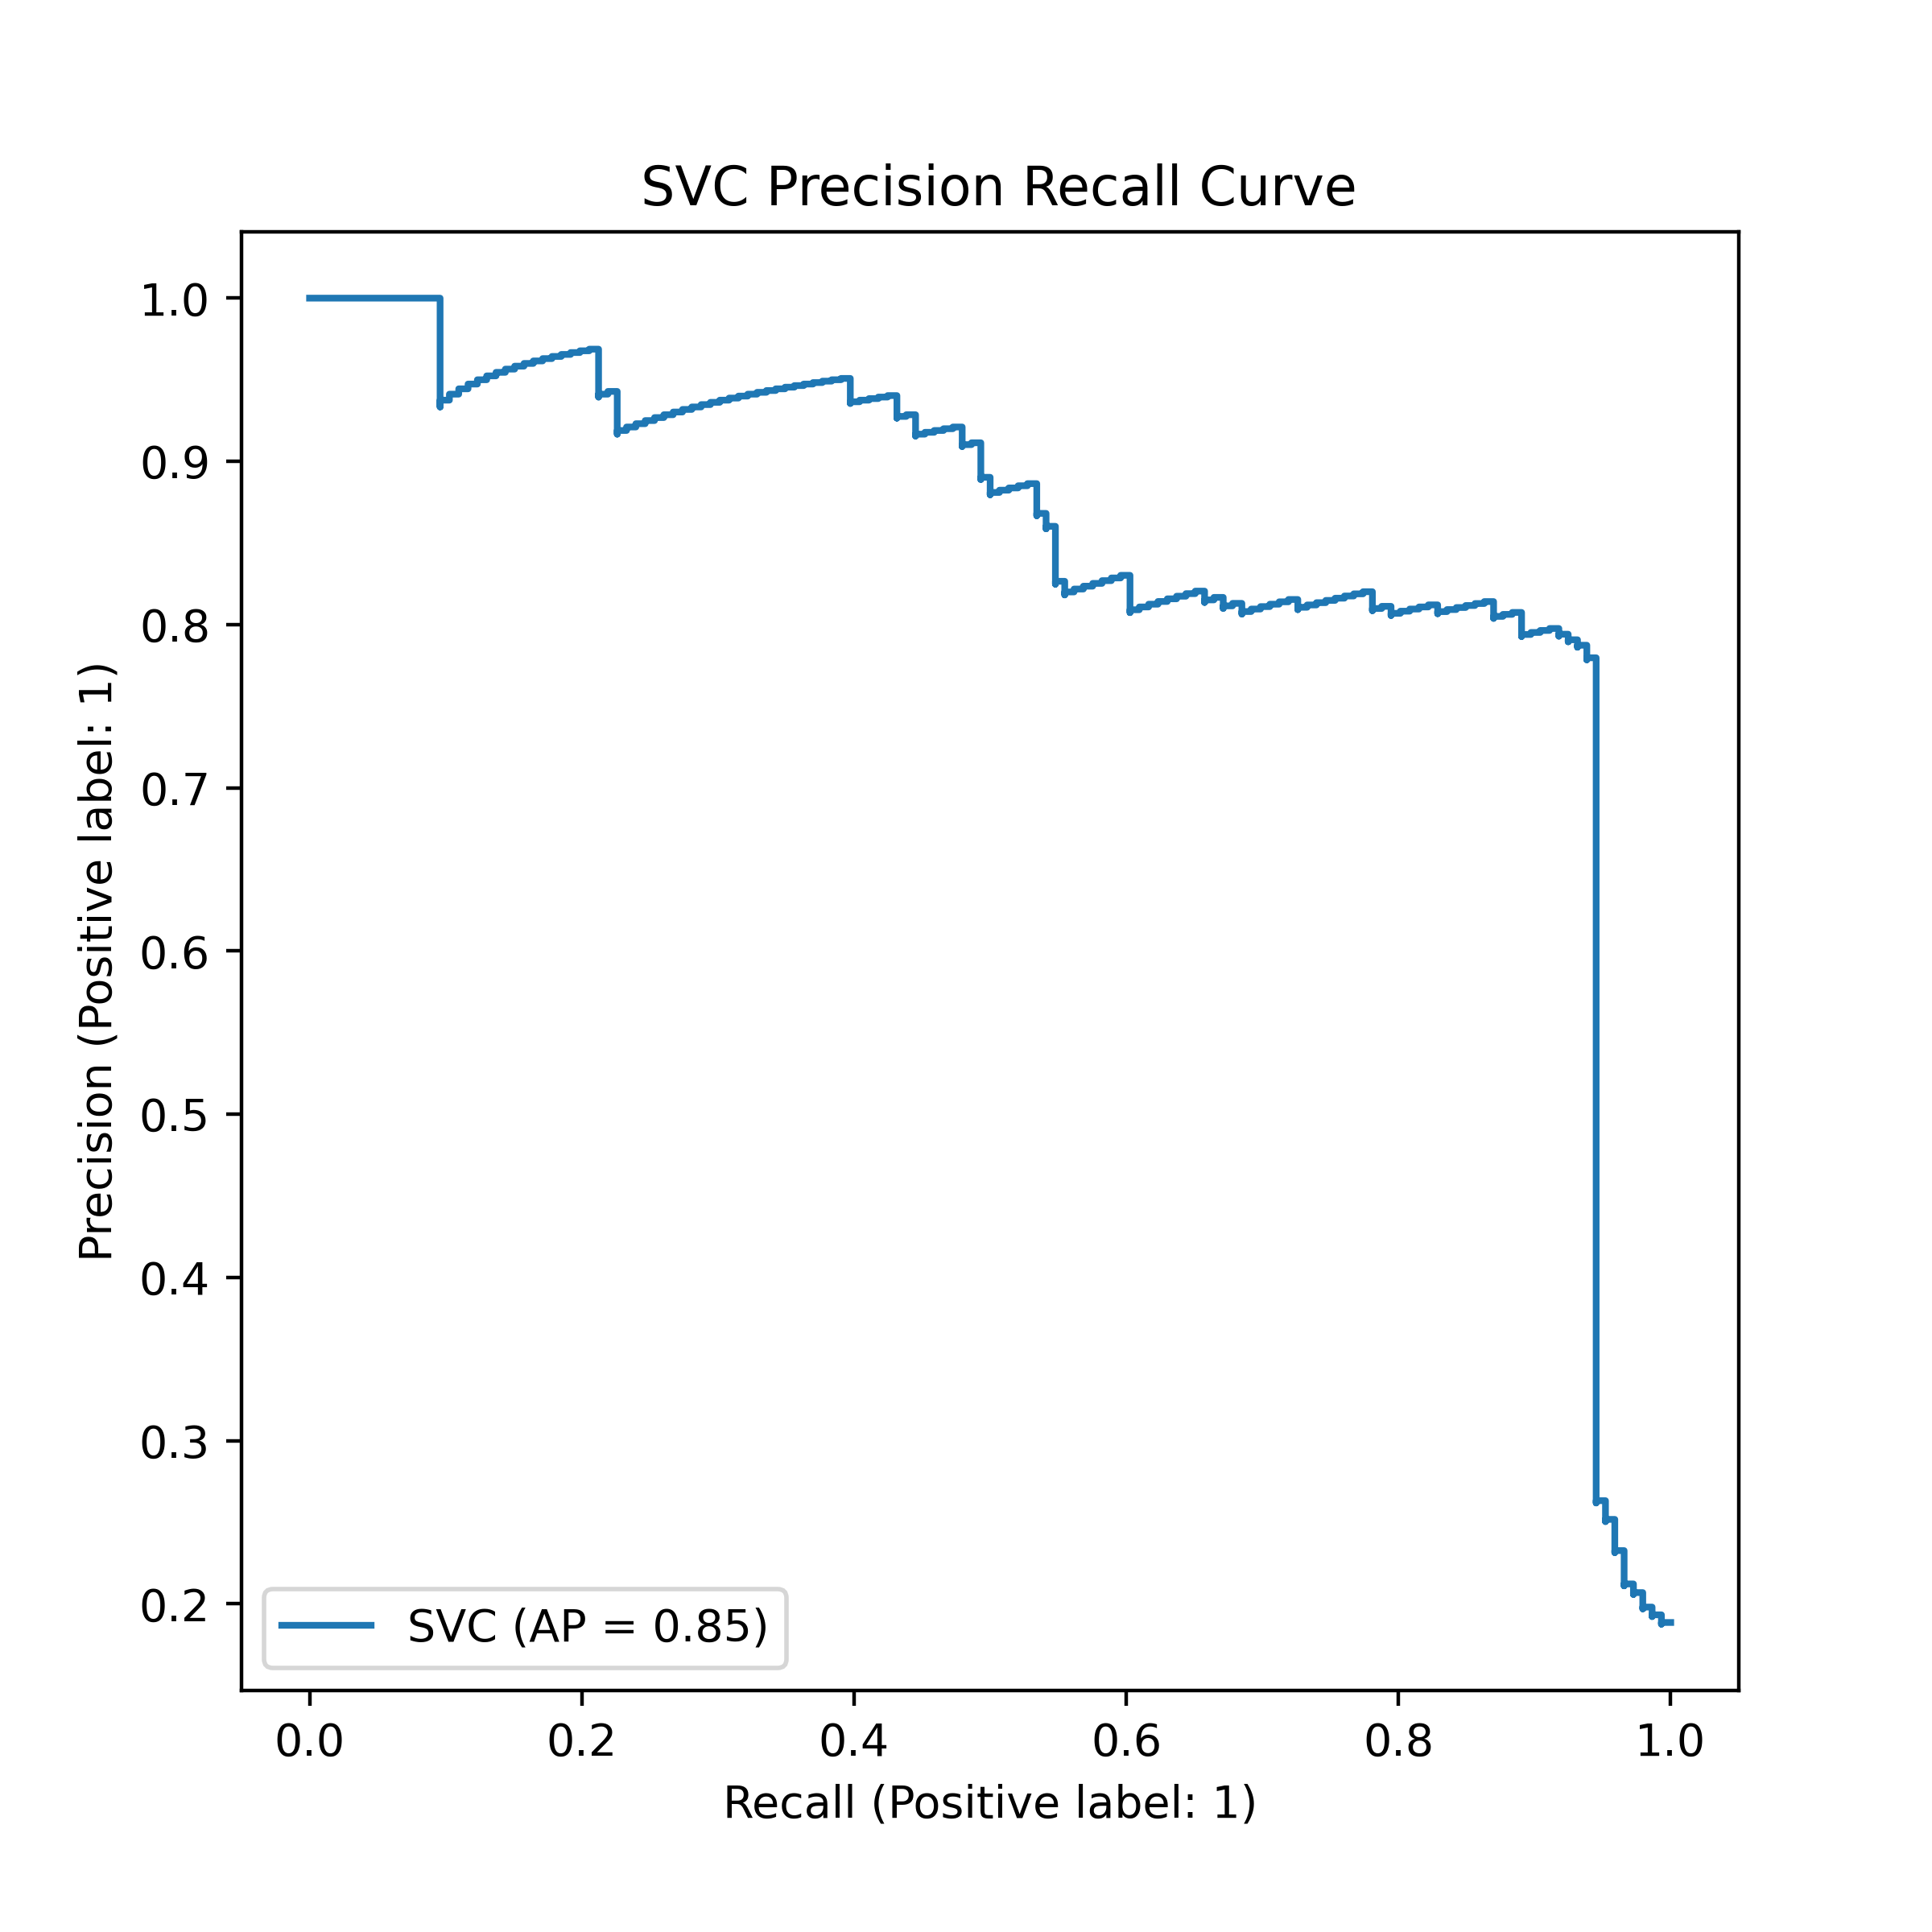 SVC Precision Recall Curve
Precision (Positive label: 1)
1.0
0.9
0.8
0.7
0.6
0.5
0.4
0.3
0.2
SVC (AP = 0.85)
0.0 0.2 0.4 0.6 0.8 1.0
Recall (Positive label: 1)